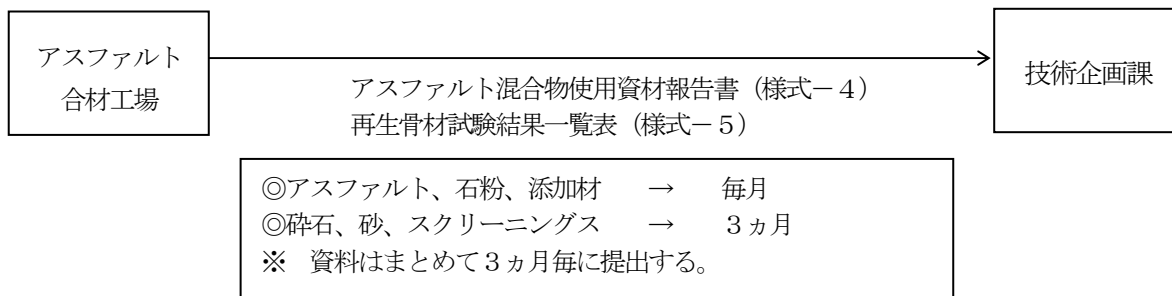 アスファルト
合材工場
アスファルト混合物使用資材報告書(様式－４)
再生骨材試験結果一覧表(様式－５)
技術企画課
◎アスファルト、石粉、添加材　　→　　毎月
◎砕石、砂、スクリーニングス　　→　　３ヵ月
※　資料はまとめて３ヵ月毎に提出する。